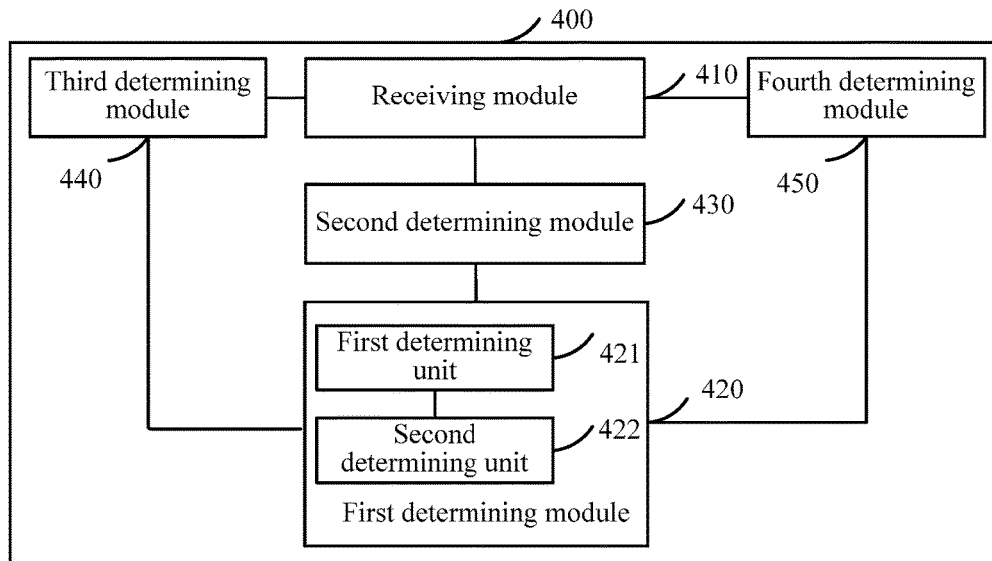 400
Third determining
module
Receiving module
410
Fourth determining
module
440
450
Second determining module
430
First determining
unit
421
420
Second
determining unit
422
First determining module